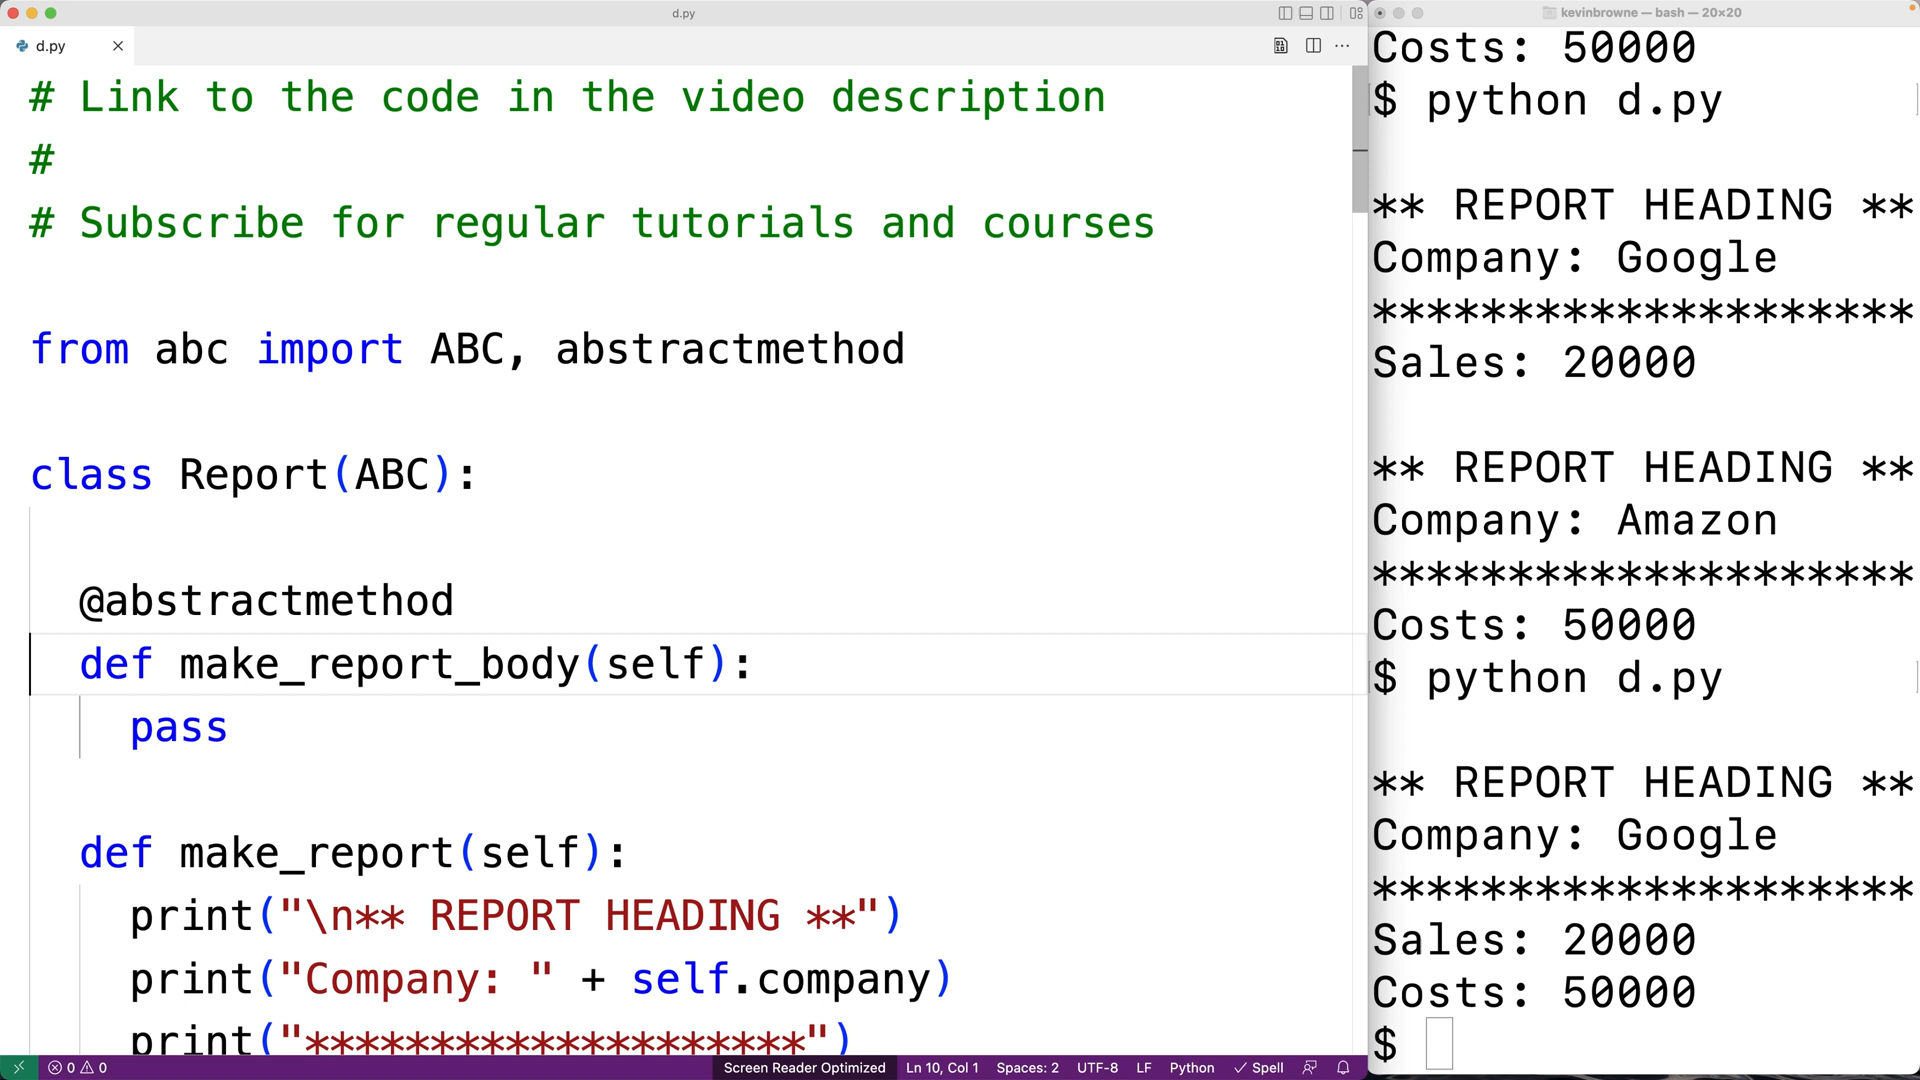 d.py
d.py
# Link to the code in the video description
#
# Subscribe for regular tutorials and courses
from abc import ABC, abstractmethod
class Report(ABC):
@abstractmethod
def make_report_body(self):
pass
def make_report(self):
print("\n** REPORT HEADING **")
print("Company: " + self.company)
print("********************")
0 0
Screen Reader Optimized
Ln 10, Col 1
Spaces: 2
UTF-8
LF
Python
Spell
kevinbrowne — bash — 20×20
Costs: 50000
$ python d.py
** REPORT HEADING **
Company: Google
********************
Sales: 20000
** REPORT HEADING **
Company: Amazon
********************
Costs: 50000
$ python d.py
** REPORT HEADING **
Company: Google
********************
Sales: 20000
Costs: 50000
$